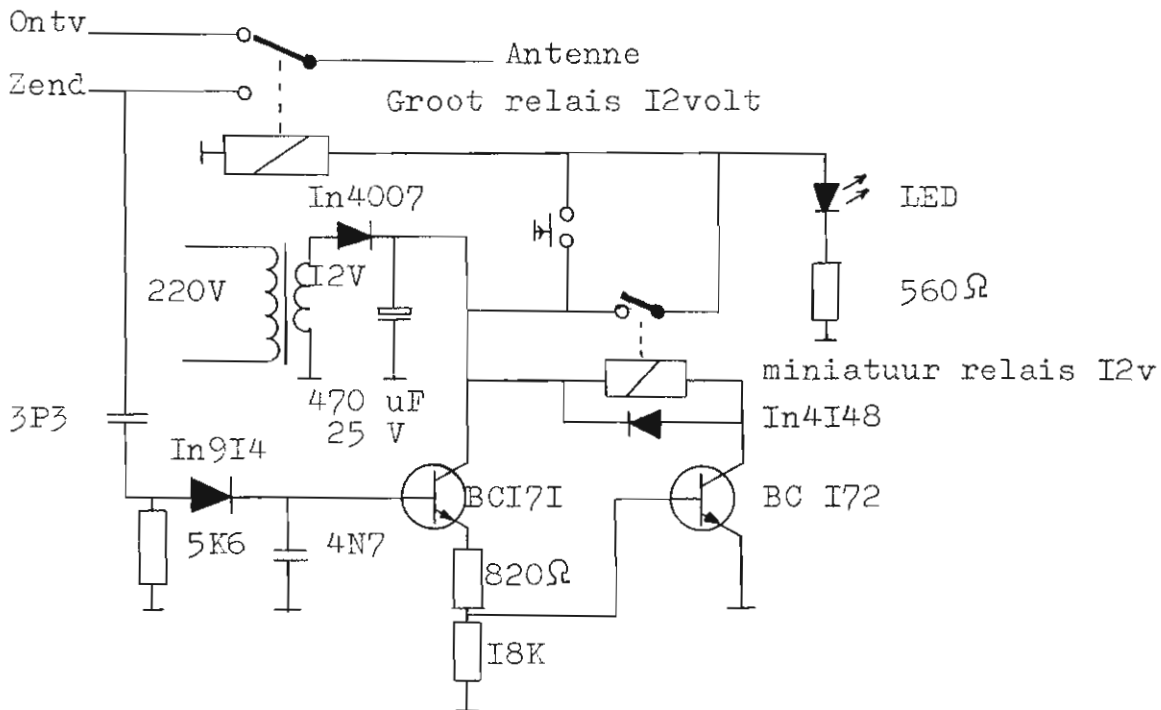 Ontv
Antenne
Zend
Groot relais I2volt
In4007
LED
I2V
220V
560Ω
miniatuur relais I2v
470 uF
25 V
3P3
In4I48
In9I4
BCI7I
BC I72
5K6
4N7
820Ω
I8K